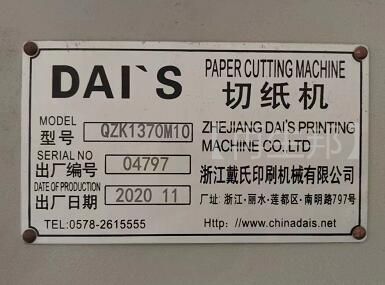 DAI`S
PAPER CUTTING MACHINE
切纸机
MODEL
型号
QZK1370M10
ZHEJIANG DAI'S PRINTING
MACHINE CO.,LTD
SERIAL NO
出厂编号
04797
浙江戴氏印刷机械有限公司
DATE OF PRODUCTION
出厂日期
2020 11
厂址: 浙江·丽水·莲都区·南明路797号
TEL:0578-2615555
Http: //www.chinadais.net